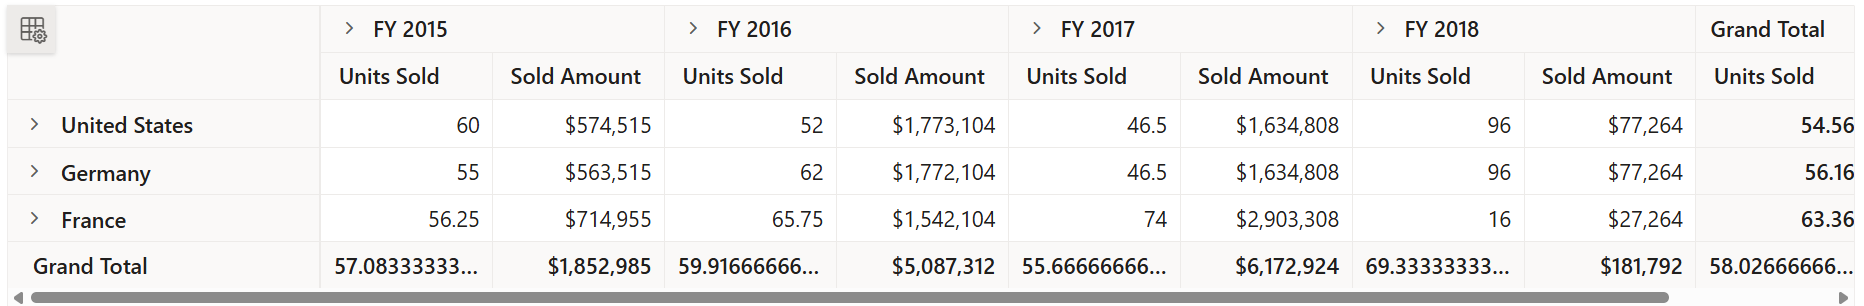 FY 2015 FY 2016 FY 2017 FY 2018 Grand Total
Units Sold Sold Amount Units Sold Sold Amount Units Sold Sold Amount Units Sold Sold Amount Units Sold
United States 60 $574,515 52 $1,773,104 46.5 $1,634,808 96 $77,264 54.56
Germany 55 $563,515 62 $1,772,104 46.5 $1,634,808 96 $77,264 56.16
France 56.25 $714,955 65.75 $1,542,104 74 $2,903,308 16 $27,264 63.36
Grand Total 57.08333333... $1,852,985 59.91666666... $5,087,312 55.66666666... $6,172,924 69.33333333... $181,792 58.02666666...